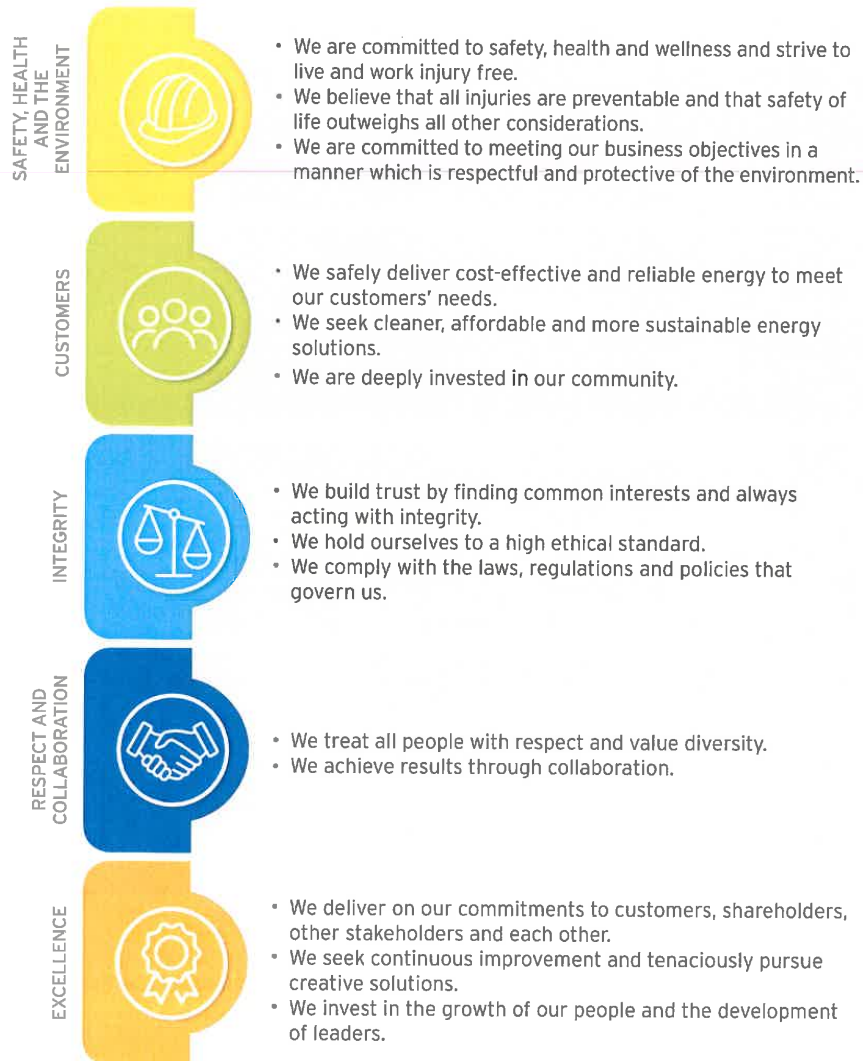 SAFETY, HEALTH
AND THE
ENVIRONMENT
• We are committed to safety, health and wellness and strive to
live and work injury free.
• We believe that all injuries are preventable and that safety of
life outweighs all other considerations.
• We are committed to meeting our business objectives in a
manner which is respectful and protective of the environment.
CUSTOMERS
• We safely deliver cost-effective and reliable energy to meet
our customers' needs.
• We seek cleaner, affordable and more sustainable energy
solutions.
• We are deeply invested in our community.
INTEGRITY
• We build trust by finding common interests and always
acting with integrity.
• We hold ourselves to a high ethical standard.
• We comply with the laws, regulations and policies that
govern us.
RESPECT AND
COLLABORATION
• We treat all people with respect and value diversity.
• We achieve results through collaboration.
EXCELLENCE
• We deliver on our commitments to customers, shareholders,
other stakeholders and each other.
• We seek continuous improvement and tenaciously pursue
creative solutions.
• We invest in the growth of our people and the development
of leaders.